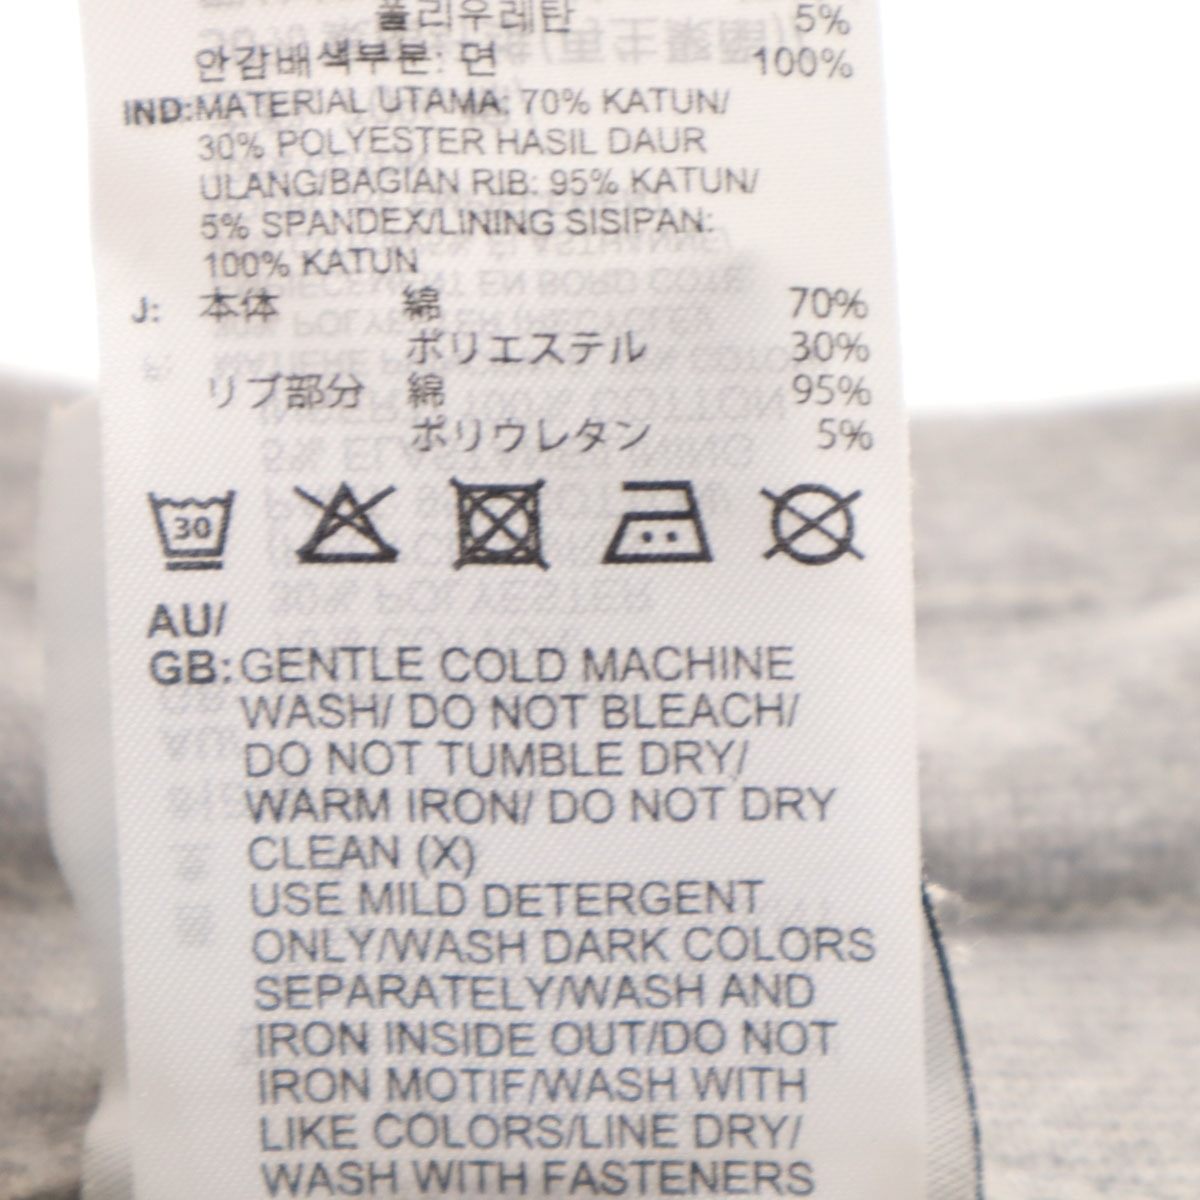 폴리우레탄 5%
안감배색부분: 면 100%
IND:MATERIAL UTAMA: 70% KATUN/
30% POLYESTER HASIL DAUR
ULANG/BAGIAN RIB: 95% KATUN/
5% SPANDEX/LINING SISIPAN:
100% KATUN
J: 本体 綿 70%
ポリエステル 30%
リブ部分 綿 95%
ポリウレタン 5%
30
AU/
GB:GENTLE COLD MACHINE
WASH/ DO NOT BLEACH/
DO NOT TUMBLE DRY/
WARM IRON/ DO NOT DRY
CLEAN (X)
USE MILD DETERGENT
ONLY/WASH DARK COLORS
SEPARATELY/WASH AND
IRON INSIDE OUT/DO NOT
IRON MOTIF/WASH WITH
LIKE COLORS/LINE DRY/
WASH WITH FASTENERS